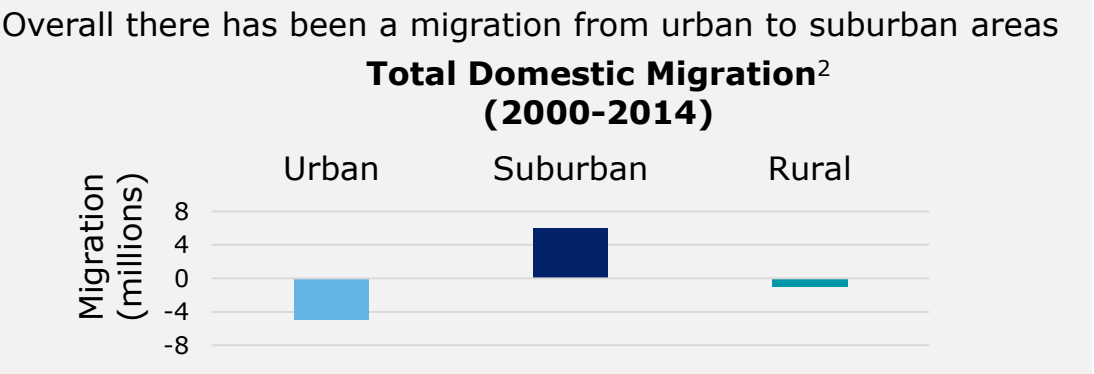 Overall there has been a migration from urban to suburban areas
Total Domestic Migration²
(2000-2014)
Urban Suburban Rural
Migration
(millions)
8
4
0
-4
-8